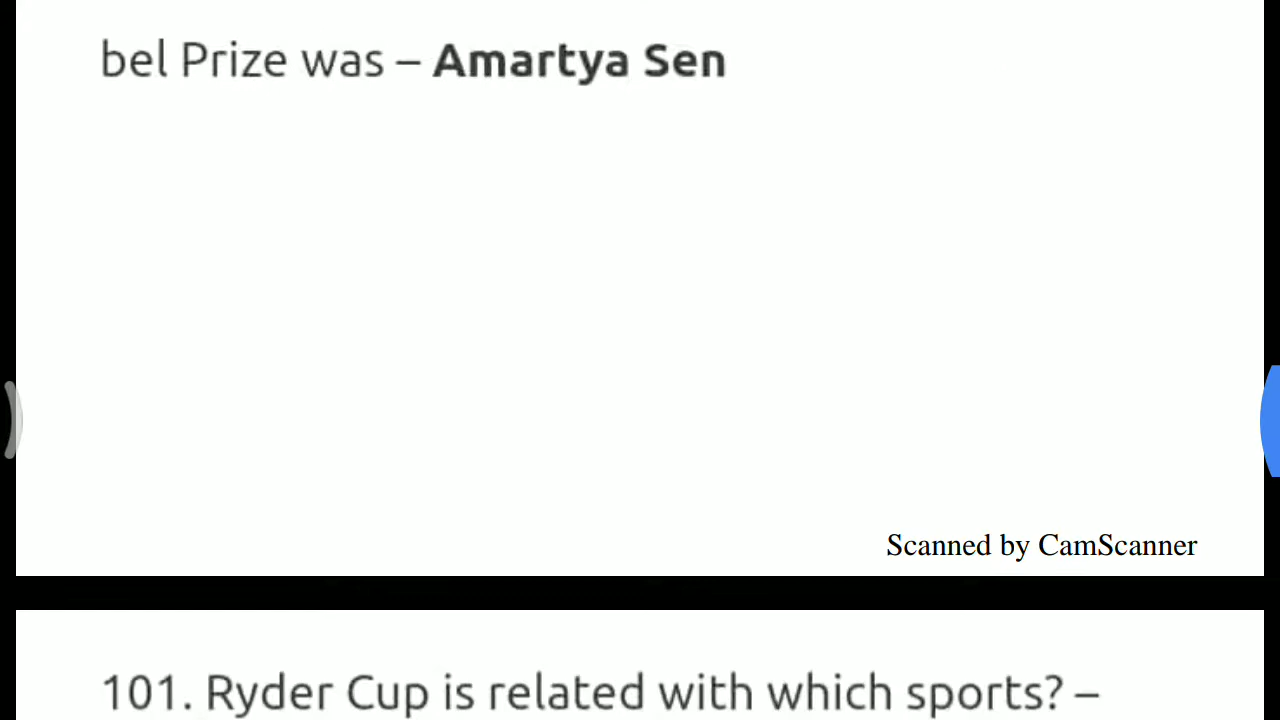 bel Prize was – Amartya Sen
Scanned by CamScanner
101. Ryder Cup is related with which sports? –